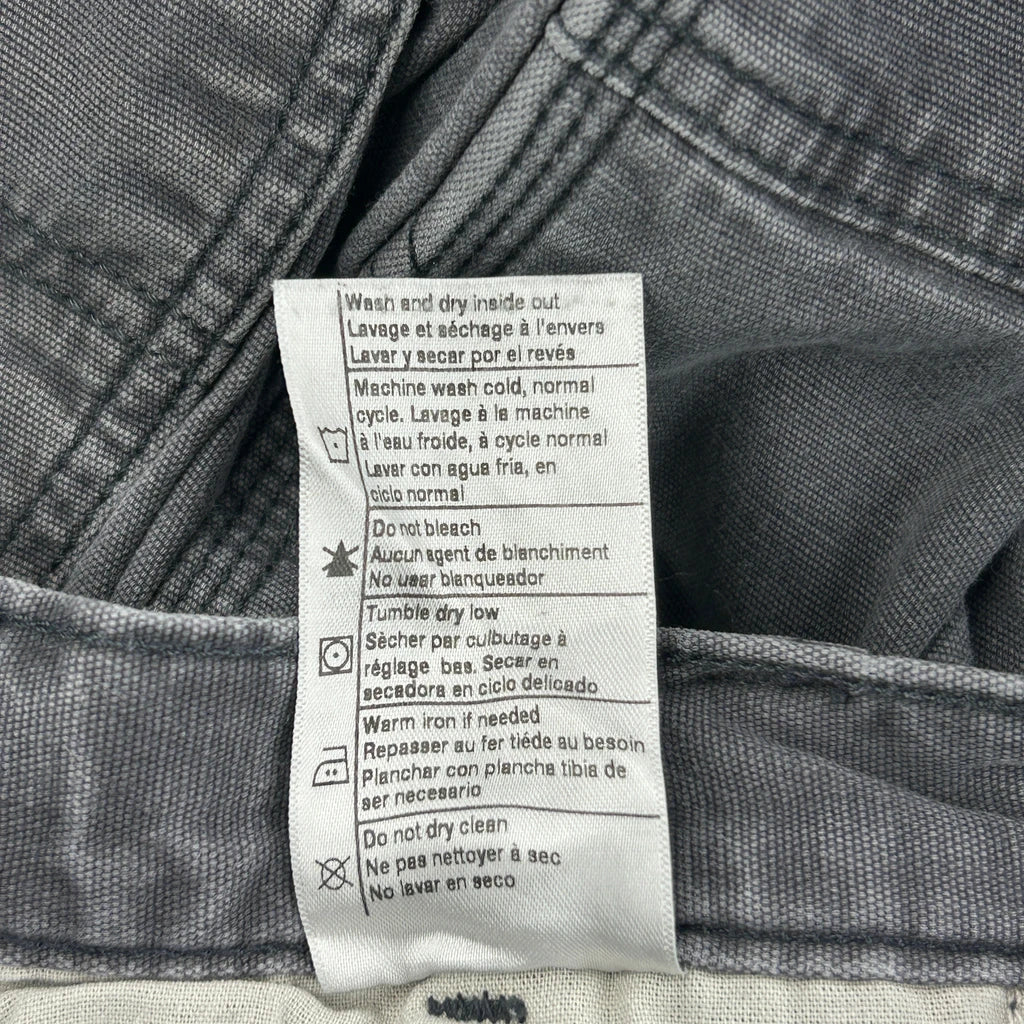 Wash and dry inside out
Lavage et séchage à l'envers
Lavar y secar por el revés
Machine wash cold, normal
cycle. Lavage à la machine
à l'eau froide, à cycle normal
Lavar con agua fria, en
ciclo normal
Do not bleach
Aucun agent de blanchiment
No usar blanqueador
Tumble dry low
Sècher par culbutage à
réglage bas. Secar en
secadora en ciclo delicado
Warm iron if needed
Repasser au fer tiéde au besoin
Planchar con plancha tibia de
ser necesario
Do not dry clean
Ne pas nettoyer à sec
No lavar en seco